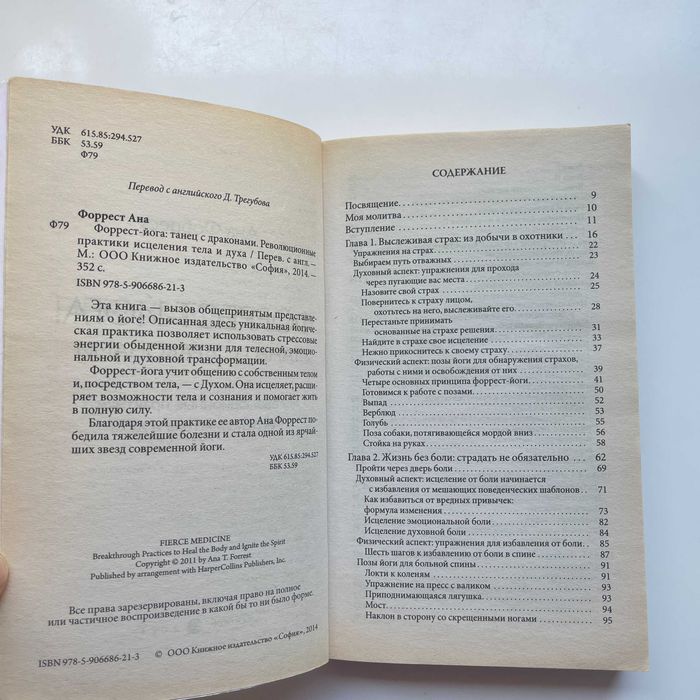 УДК 615.85:294.527
ББК 53.59
Ф79
Перевод с английского Д. Трегубова
Форрест Ана
Ф79 Форрест-йога: танец с драконами. Революционные
практики исцеления тела и духа / Перев. с англ. —
М.: ООО Книжное издательство «София», 2014. —
352 с.
ISBN 978-5-906686-21-3
Эта книга — вызов общепринятым представле-
ниям о йоге! Описанная здесь уникальная йогиче-
ская практика позволяет использовать стрессовые
энергии обыденной жизни для телесной, эмоцио-
нальной и духовной трансформации.
Форрест-йога учит общению с собственным телом
и, посредством тела, — с Духом. Она исцеляет, расши-
ряет возможности тела и сознания и помогает жить
в полную силу.
Благодаря этой практике ее автор Ана Форрест по-
бедила тяжелейшие болезни и стала одной из ярчай-
ших звезд современной йоги.
УДК 615.85:294.527
ББК 53.59
FIERCE MEDICINE
Breakthrough Practices to Heal the Body and Ignite the Spirit
Copyright © 2011 by Ana T. Forrest
Published by arrangement with HarperCollins Publishers, Inc.
Все права зарезервированы, включая право на полное
или частичное воспроизведение в какой бы то ни было форме.
ISBN 978-5-906686-21-3 © ООО Книжное издательство «София», 2014
СОДЕРЖАНИЕ
Посвящение 9
Моя молитва 10
Вступление 11
Глава 1. Выслеживая страх: из добычи в охотники 16
Упражнения на страх 22
Выбираем путь отважных 23
Духовный аспект: упражнения для прохода
через пугающие вас места 24
Назовите свой страх 25
Повернитесь к страху лицом,
охотьтесь на него, выслеживайте его 28
Перестаньте принимать
основанные на страхе решения 31
Найдите в страхе свое исцеление 33
Нежно прикоснитесь к своему страху 37
Физический аспект: позы йоги для обнаружения страхов,
работы с ними и освобождения от них 39
Четыре основных принципа форрест-йоги 41
Готовимся к работе с позами 50
Выпад 52
Верблюд 53
Голубь 55
Поза собаки, потягивающейся мордой вниз 56
Стойка на руках 58
Глава 2. Жизнь без боли: страдать не обязательно 62
Пройти через дверь боли 69
Духовный аспект: исцеление от боли начинается
с избавления от мешающих поведенческих шаблонов 71
Как избавиться от вредных привычек:
формула изменения 73
Исцеление эмоциональной боли 82
Исцеление духовной боли 84
Физический аспект: упражнения для избавления от боли 85
Шесть шагов к избавлению от боли в спине 87
Позы йоги для больной спины 91
Локти к коленям 91
Упражнение на пресс с валиком 93
Приподнимающаяся лягушка 93
Мост 94
Наклон в сторону со скрещенными ногами 95